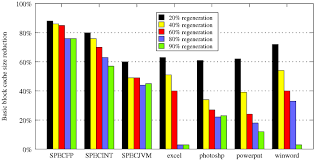 100%
80%
60%
40%
20%
0%
Basic block cache size reduction
20% regeneration
40% regeneration
60% regeneration
80% regeneration
90% regeneration
SPECFP
SPECINT
SPECJVM
excel
photoshp
powerpnt
winword